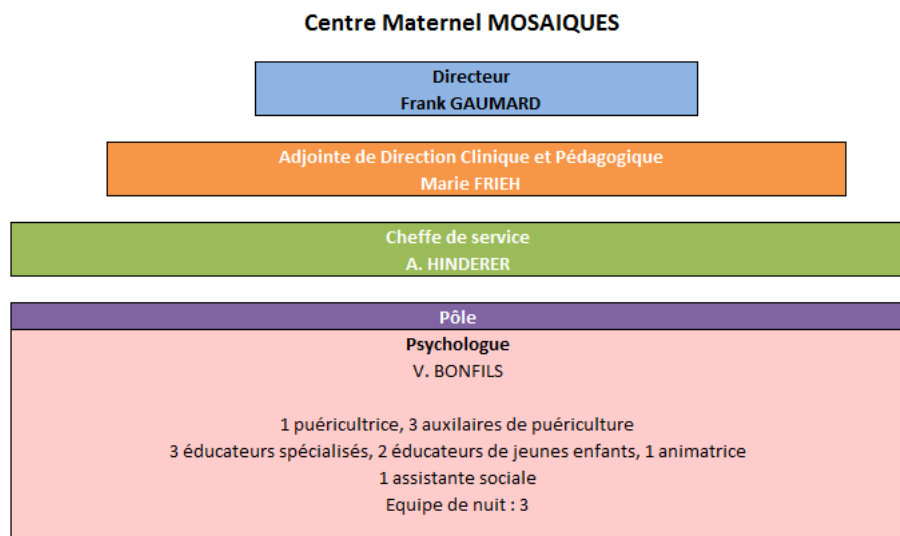 Centre Maternel MOSAIQUES
Directeur
Frank GAUMARD
Adjointe de Direction Clinique et Pédagogique
Marie FRIEH
Cheffe de service
A. HINDERER
Pôle
Psychologue
V. BONFILS
1 puéricultrice, 3 auxilaires de puériculture
3 éducateurs spécialisés, 2 éducateurs de jeunes enfants, 1 animatrice
1 assistante sociale
Equipe de nuit : 3